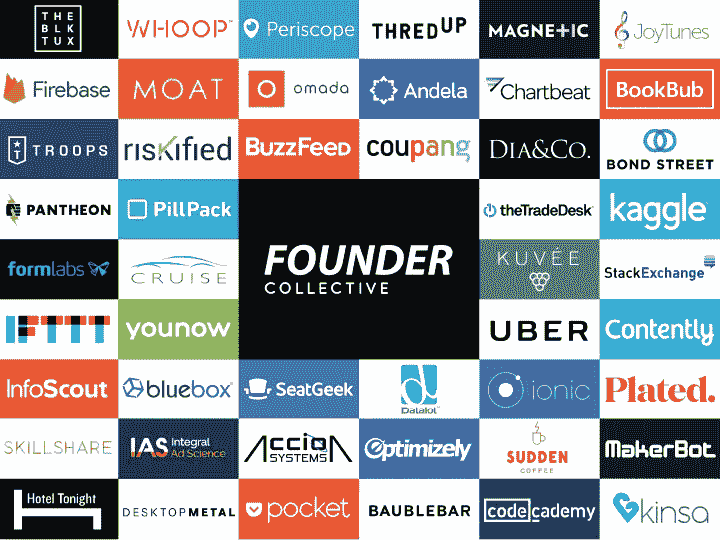 THE
BLK
TUX
WHOOP™
Periscope
THREDUP
MAGNETIC
JoyTunes
Firebase
MOAT
omada
Andela
Chartbeat
BookBub
TROOPS
riskified
BuzzFeed
coupang
DIA&CO.
BOND STREET
PANTHEON
PillPack
theTradeDesk
kaggle
FOUNDER
COLLECTIVE
formlabs
CRUISE
KUVÉE
StackExchange
IFTTT
younow
UBER
Contently
InfoScout
bluebox
SeatGeek
d
Datalot
ionic
Plated.
SKILLSHARE
IAS Integral
Ad Science
Accion
SYSTEMS
Optimizely
SUDDEN
COFFEE
MakerBot
Hotel Tonight
DESKTOPMETAL
pocket
BAUBLEBAR
codecademy
kinsa